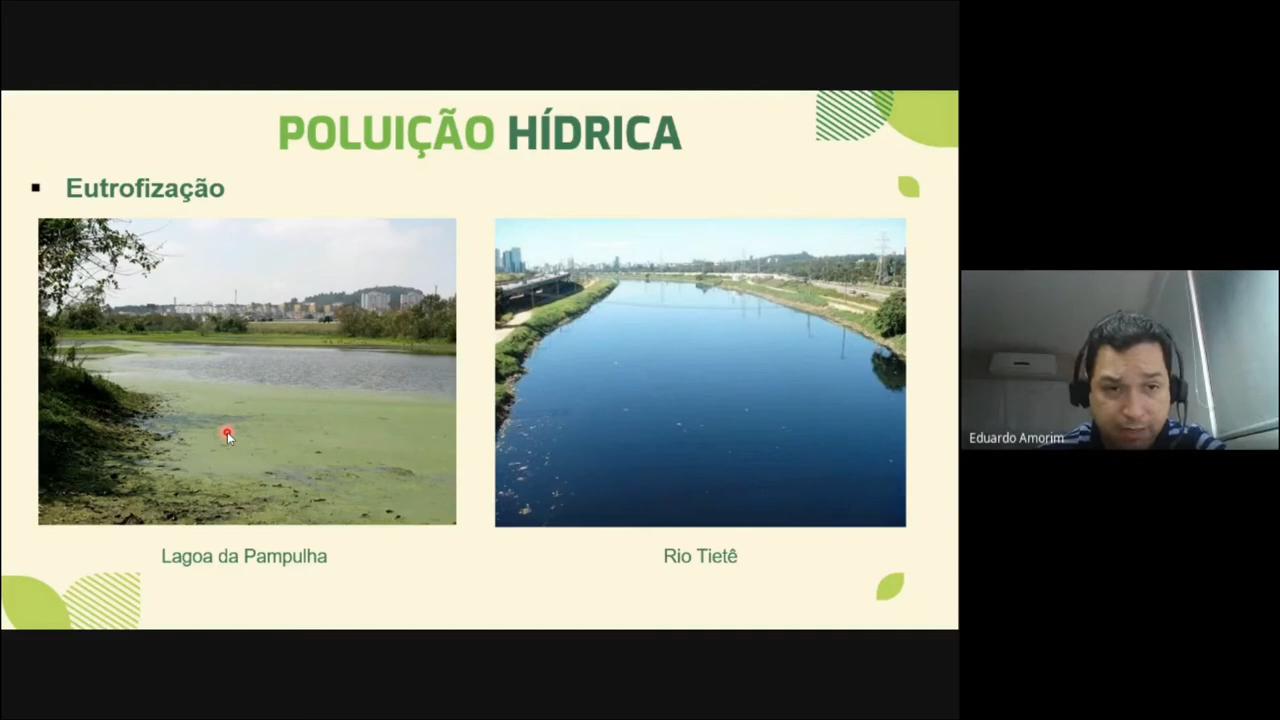 POLUIÇÃO HÍDRICA
▪ Eutrofização
Lagoa da Pampulha
Rio Tietê
Eduardo Amorim